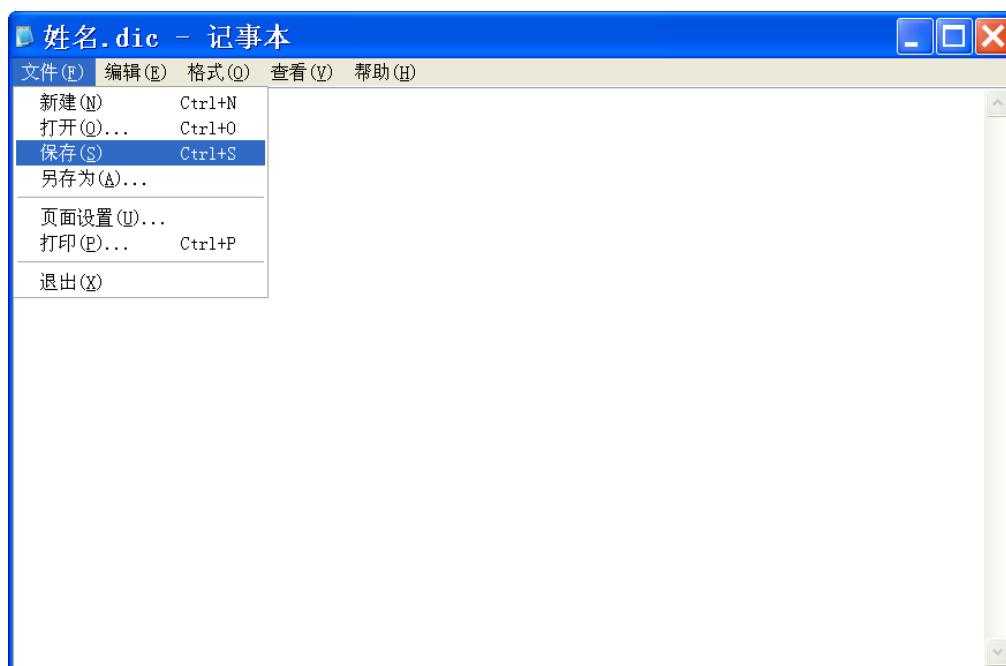 姓名.dic - 记事本
文件(F) 编辑(E) 格式(O) 查看(V) 帮助(H)
新建(N) Ctrl+N
打开(O)... Ctrl+O
保存(S) Ctrl+S
另存为(A)...
页面设置(U)...
打印(P)... Ctrl+P
退出(X)